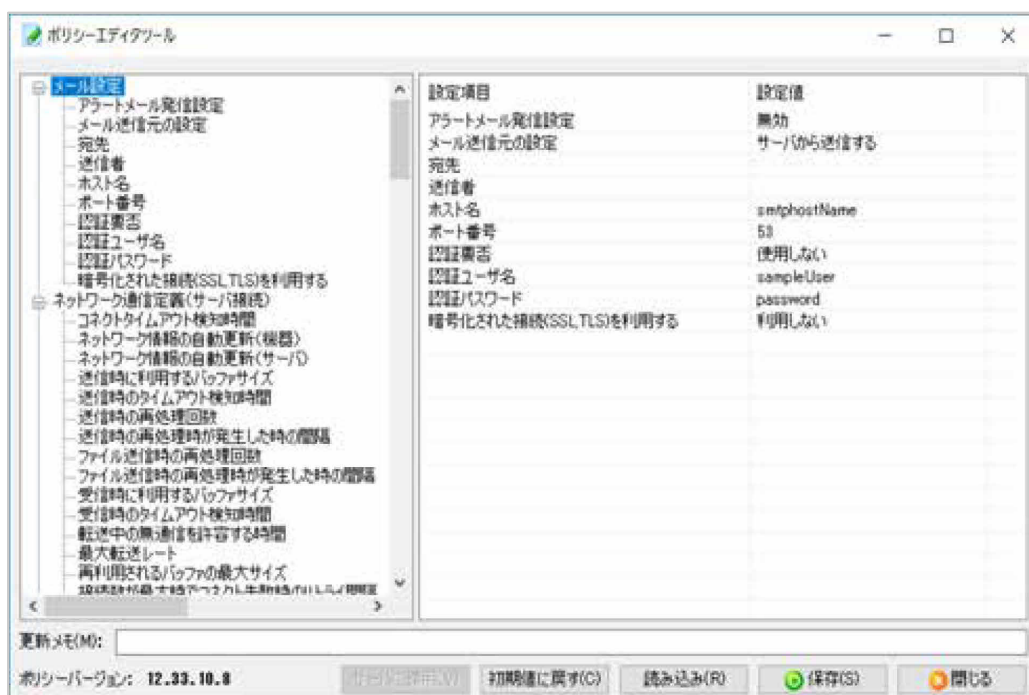 ポリシーエディタツール
メール設定
アラートメール発信設定
メール送信元の設定
宛先
送信者
ホスト名
ポート番号
認証要否
認証ユーザ名
認証パスワード
暗号化された接続(SSL,TLS)を利用する
ネットワーク通信定義(サーバ接続)
コネクトタイムアウト検知時間
ネットワーク情報の自動更新(機器)
ネットワーク情報の自動更新(サーバ)
送信時に利用するバッファサイズ
送信時のタイムアウト検知時間
送信時の再処理回数
送信時の再処理時が発生した時の間隔
ファイル送信時の再処理回数
ファイル送信時の再処理時が発生した時の間隔
受信時に利用するバッファサイズ
受信時のタイムアウト検知時間
転送中の無通信を許容する時間
最大転送レート
再利用されるバッファの最大サイズ
設定項目 設定値
アラートメール発信設定 無効
メール送信元の設定 サーバから送信する
宛先
送信者
ホスト名 smtphostName
ポート番号 53
認証要否 使用しない
認証ユーザ名 sampleUser
認証パスワード password
暗号化された接続(SSL,TLS)を利用する 利用しない
更新メモ(M):
ポリシーバージョン: 12.33.10.8 初期値に戻す(C) 読み込み(R) 保存(S) 閉じる